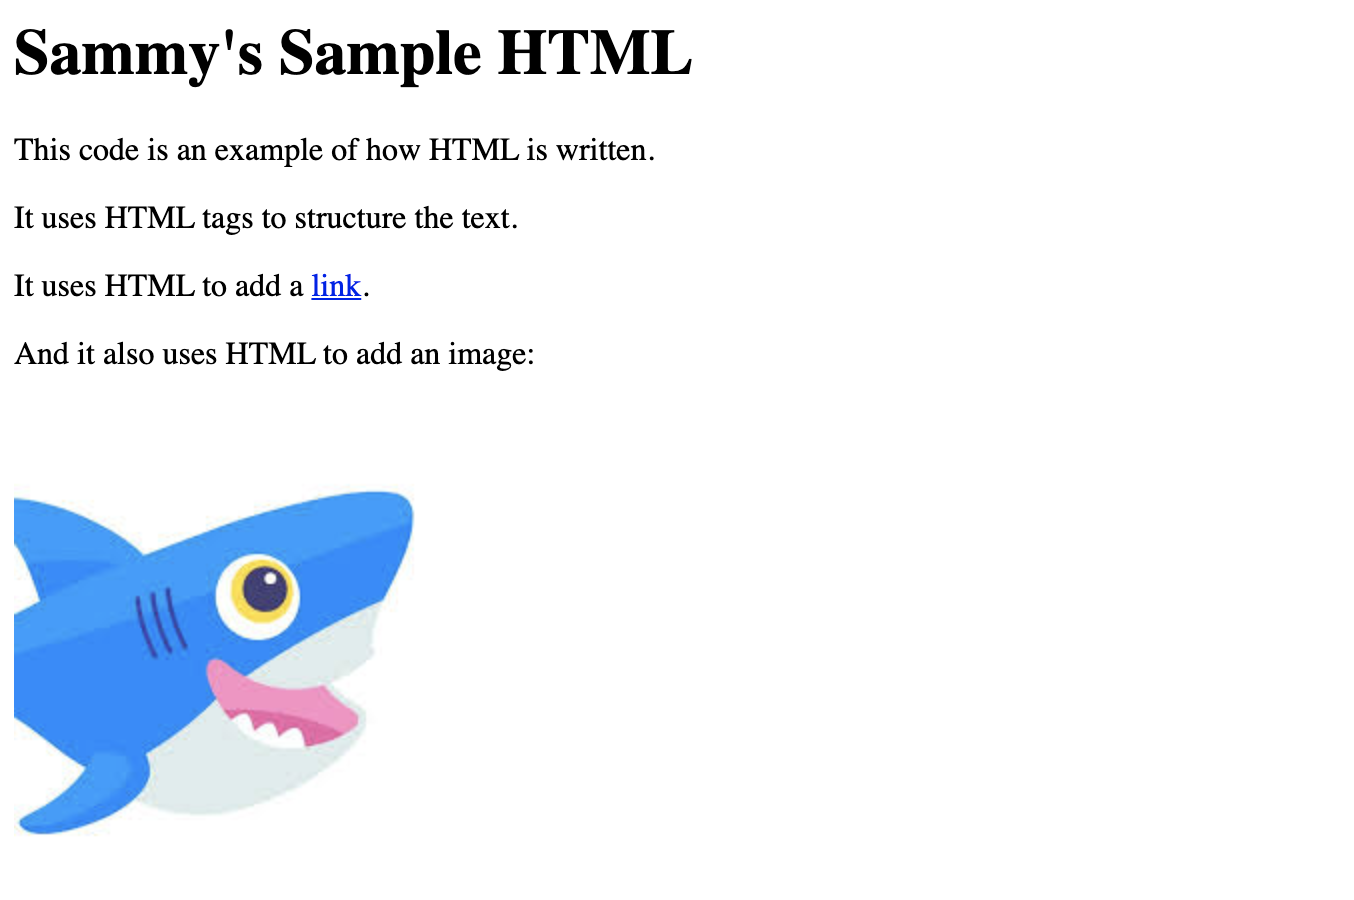 Sammy's Sample HTML
This code is an example of how HTML is written.
It uses HTML tags to structure the text.
It uses HTML to add a link.
And it also uses HTML to add an image: